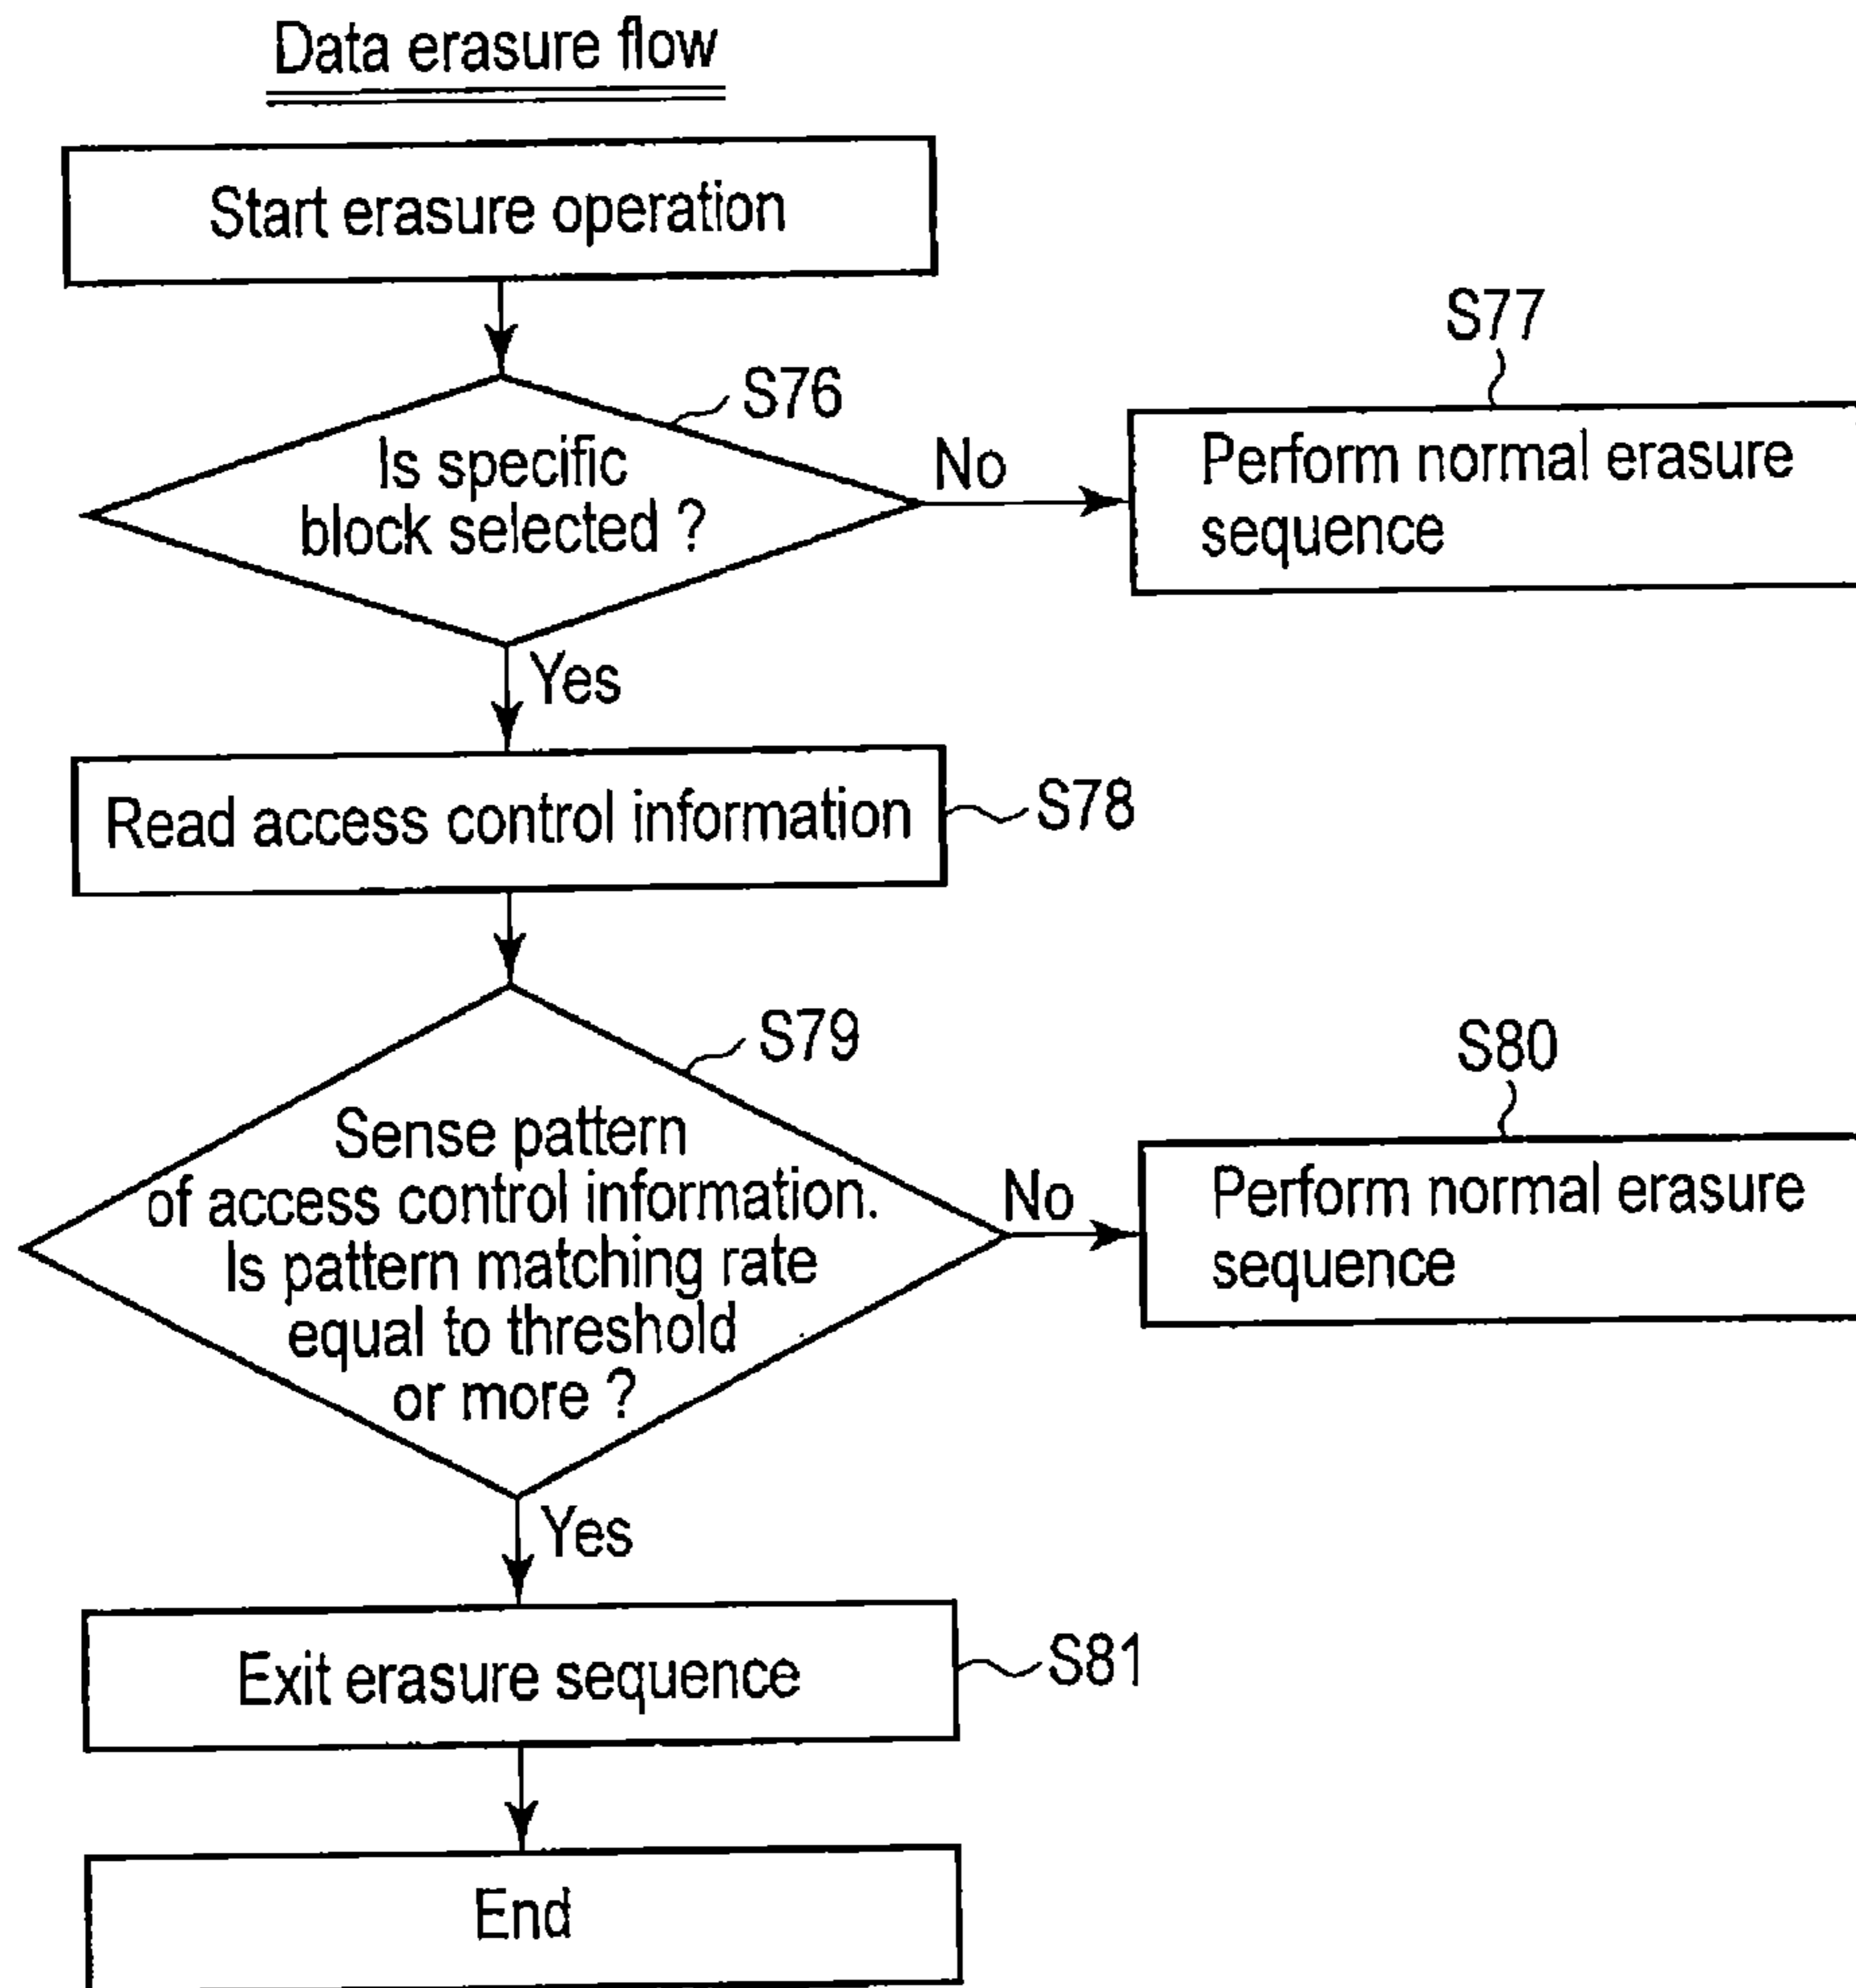 Data erasure flow
Start erasure operation
S76
Is specific
block selected ?
No
S77
Perform normal erasure
sequence
Yes
Read access control information
S78
S79
Sense pattern
of access control information.
Is pattern matching rate
equal to threshold
or more ?
No
S80
Perform normal erasure
sequence
Yes
Exit erasure sequence
S81
End